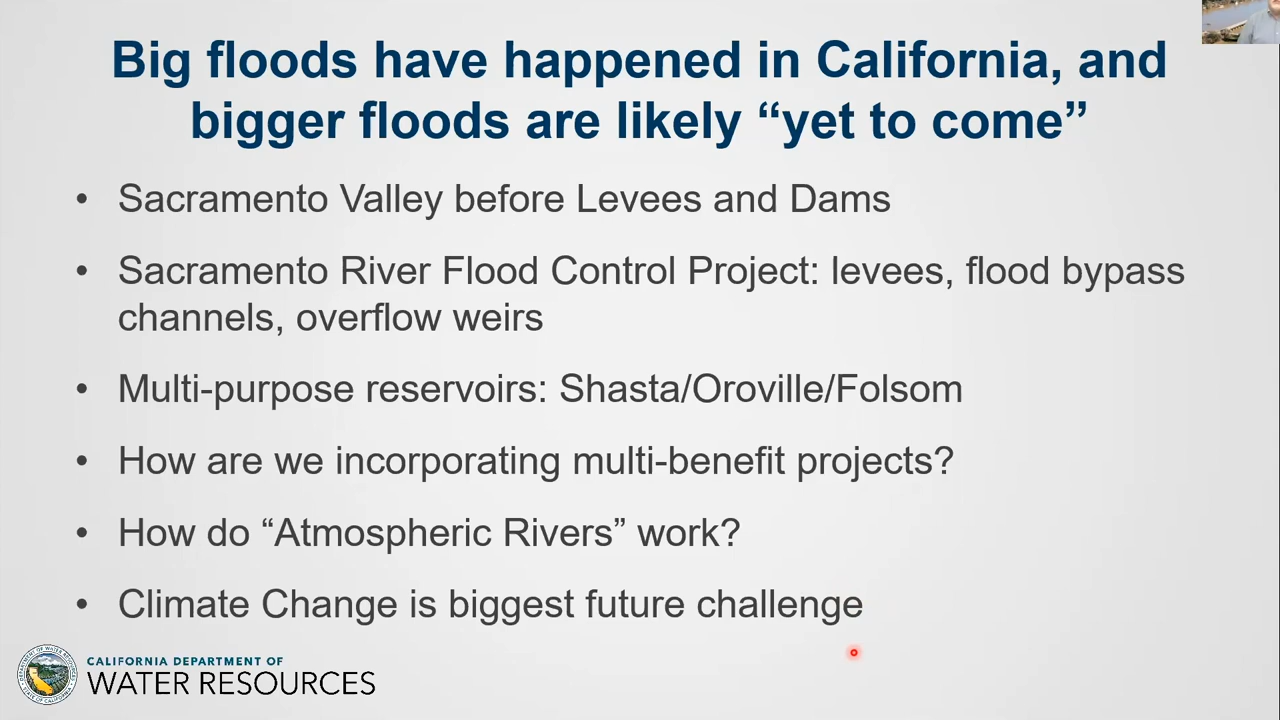 Big floods have happened in California, and
bigger floods are likely “yet to come”
• Sacramento Valley before Levees and Dams
• Sacramento River Flood Control Project: levees, flood bypass
channels, overflow weirs
• Multi-purpose reservoirs: Shasta/Oroville/Folsom
• How are we incorporating multi-benefit projects?
• How do “Atmospheric Rivers” work?
• Climate Change is biggest future challenge
CALIFORNIA DEPARTMENT OF
WATER RESOURCES